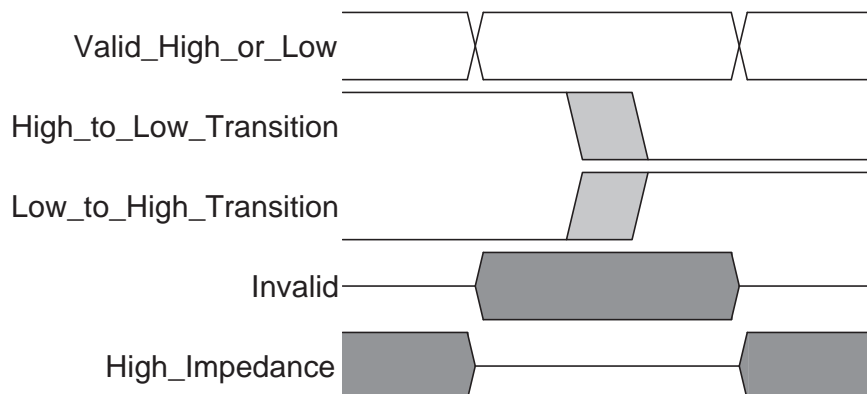 Valid_High_or_Low
High_to_Low_Transition
Low_to_High_Transition
Invalid
High_Impedance